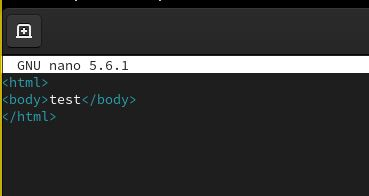 GNU nano 5.6.1
<html>
<body>test</body>
</html>